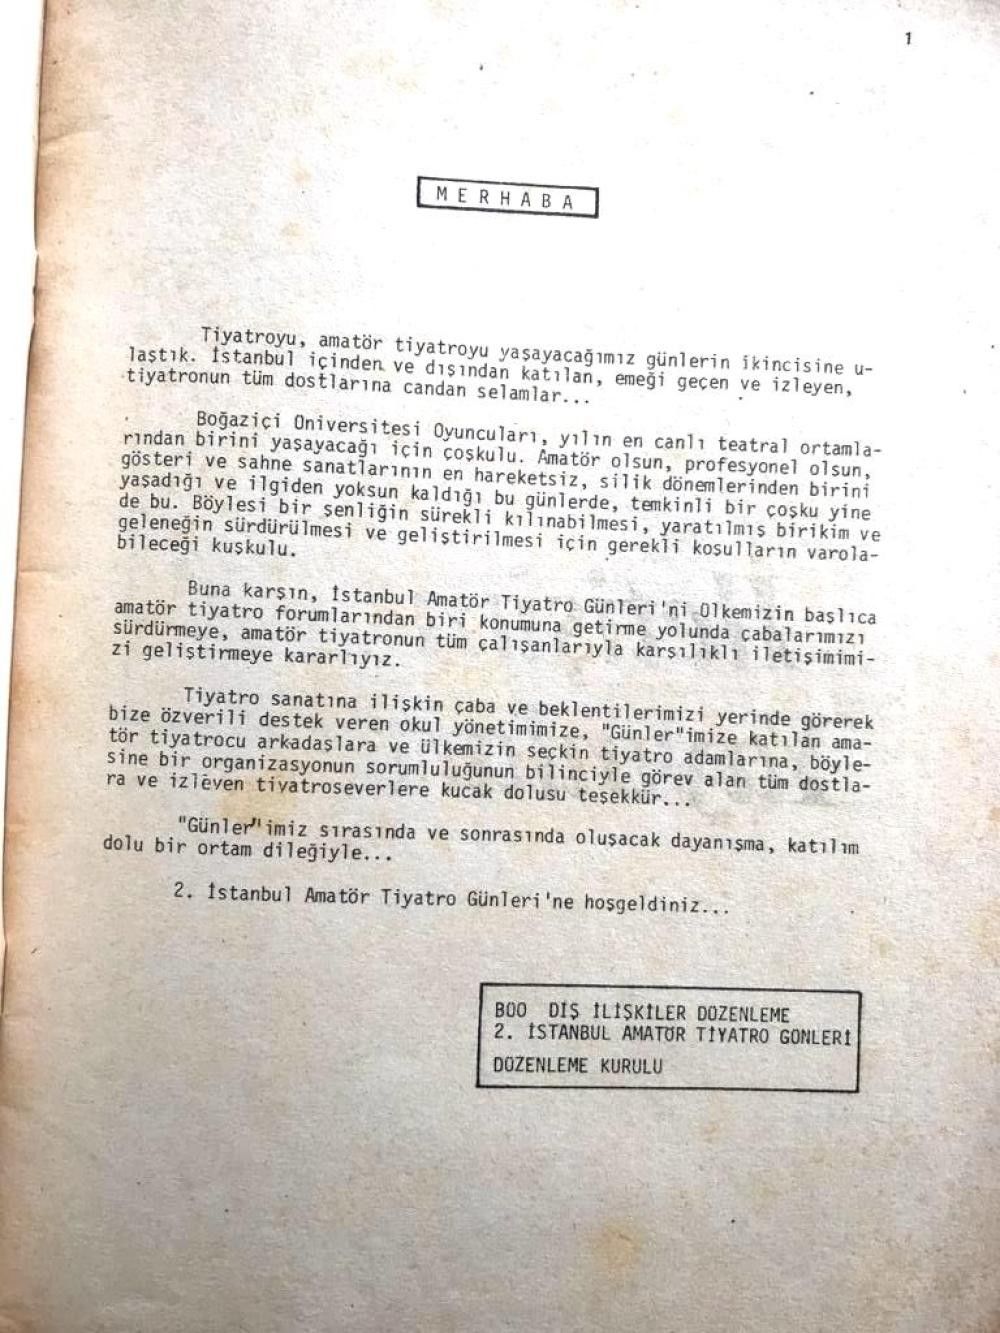 1
MERHABA
Tiyatroyu, amatör tiyatroyu yaşayacağımız günlerin ikincisine u-
laştık. İstanbul içinden ve dışından katılan, emeği geçen ve izleyen,
tiyatronun tüm dostlarına candan selamlar...
Boğaziçi Oniversitesi Oyuncuları, yılın en canlı teatral ortamla-
rından birini yaşayacağı için çoşkulu. Amatör olsun, profesyonel olsun,
gösteri ve sahne sanatlarının en hareketsiz, silik dönemlerinden birini
yaşadığı ve ilgiden yoksun kaldığı bu günlerde, temkinli bir çoşku yine
de bu. Böylesi bir şenliğin sürekli kılınabilmesi, yaratılmış birikim ve
geleneğin sürdürülmesi ve geliştirilmesi için gerekli koşulların varola-
bileceği kuşkulu.
Buna karşın, İstanbul Amatör Tiyatro Günleri'ni Olkemizin başlıca
amatör tiyatro forumlarından biri konumuna getirme yolunda çabalarımızı
sürdürmeye, amatör tiyatronun tüm çalışanlarıyla karşılıklı iletişimimi-
zi geliştirmeye kararlıyız.
Tiyatro sanatına ilişkin çaba ve beklentilerimizi yerinde görerek
bize özverili destek veren okul yönetimimize, "Günler"imize katılan ama-
tör tiyatrocu arkadaşlara ve ülkemizin seçkin tiyatro adamlarına, böyle-
sine bir organizasyonun sorumluluğunun bilinciyle görev alan tüm dostla-
ra ve izleyen tiyatroseverlere kucak dolusu teşekkür...
"Günler"imiz sırasında ve sonrasında oluşacak dayanışma, katılım
dolu bir ortam dileğiyle...
2. İstanbul Amatör Tiyatro Günleri'ne hoşgeldiniz...
BOO DIŞ İLİŞKİLER DOZENLEME
2. İSTANBUL AMATÖR TİYATRO GONLERİ
DOZENLEME KURULU